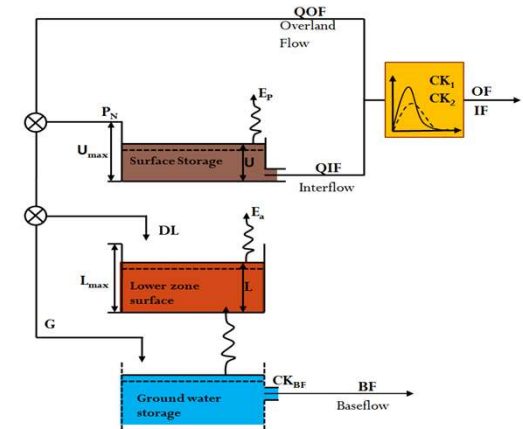 QOF
Overland
Flow
E_P
CK_1
CK_2
OF
IF
P_N
U_max
Surface Storage
U
QIF
Interflow
E_a
DL
L_max
Lower zone
surface
L
G
CK_BF
BF
Baseflow
Ground water
storage